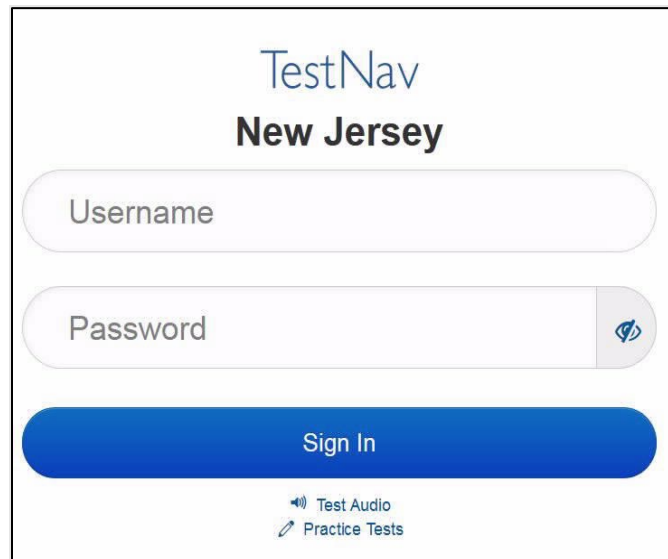 TestNav
New Jersey
Username
Password
Sign In
Test Audio
Practice Tests